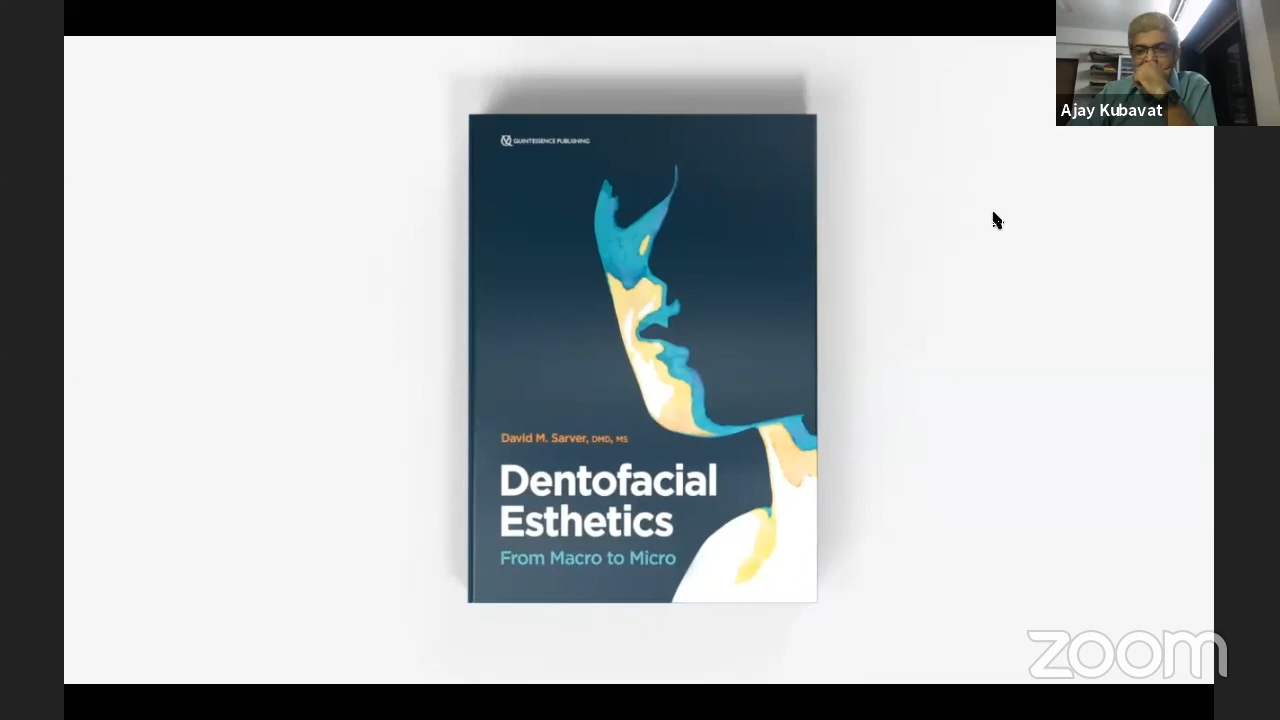 Ajay Kubavat
QUINTESSENCE PUBLISHING
David M. Sarver, DMD, MS
Dentofacial
Esthetics
From Macro to Micro
zoom